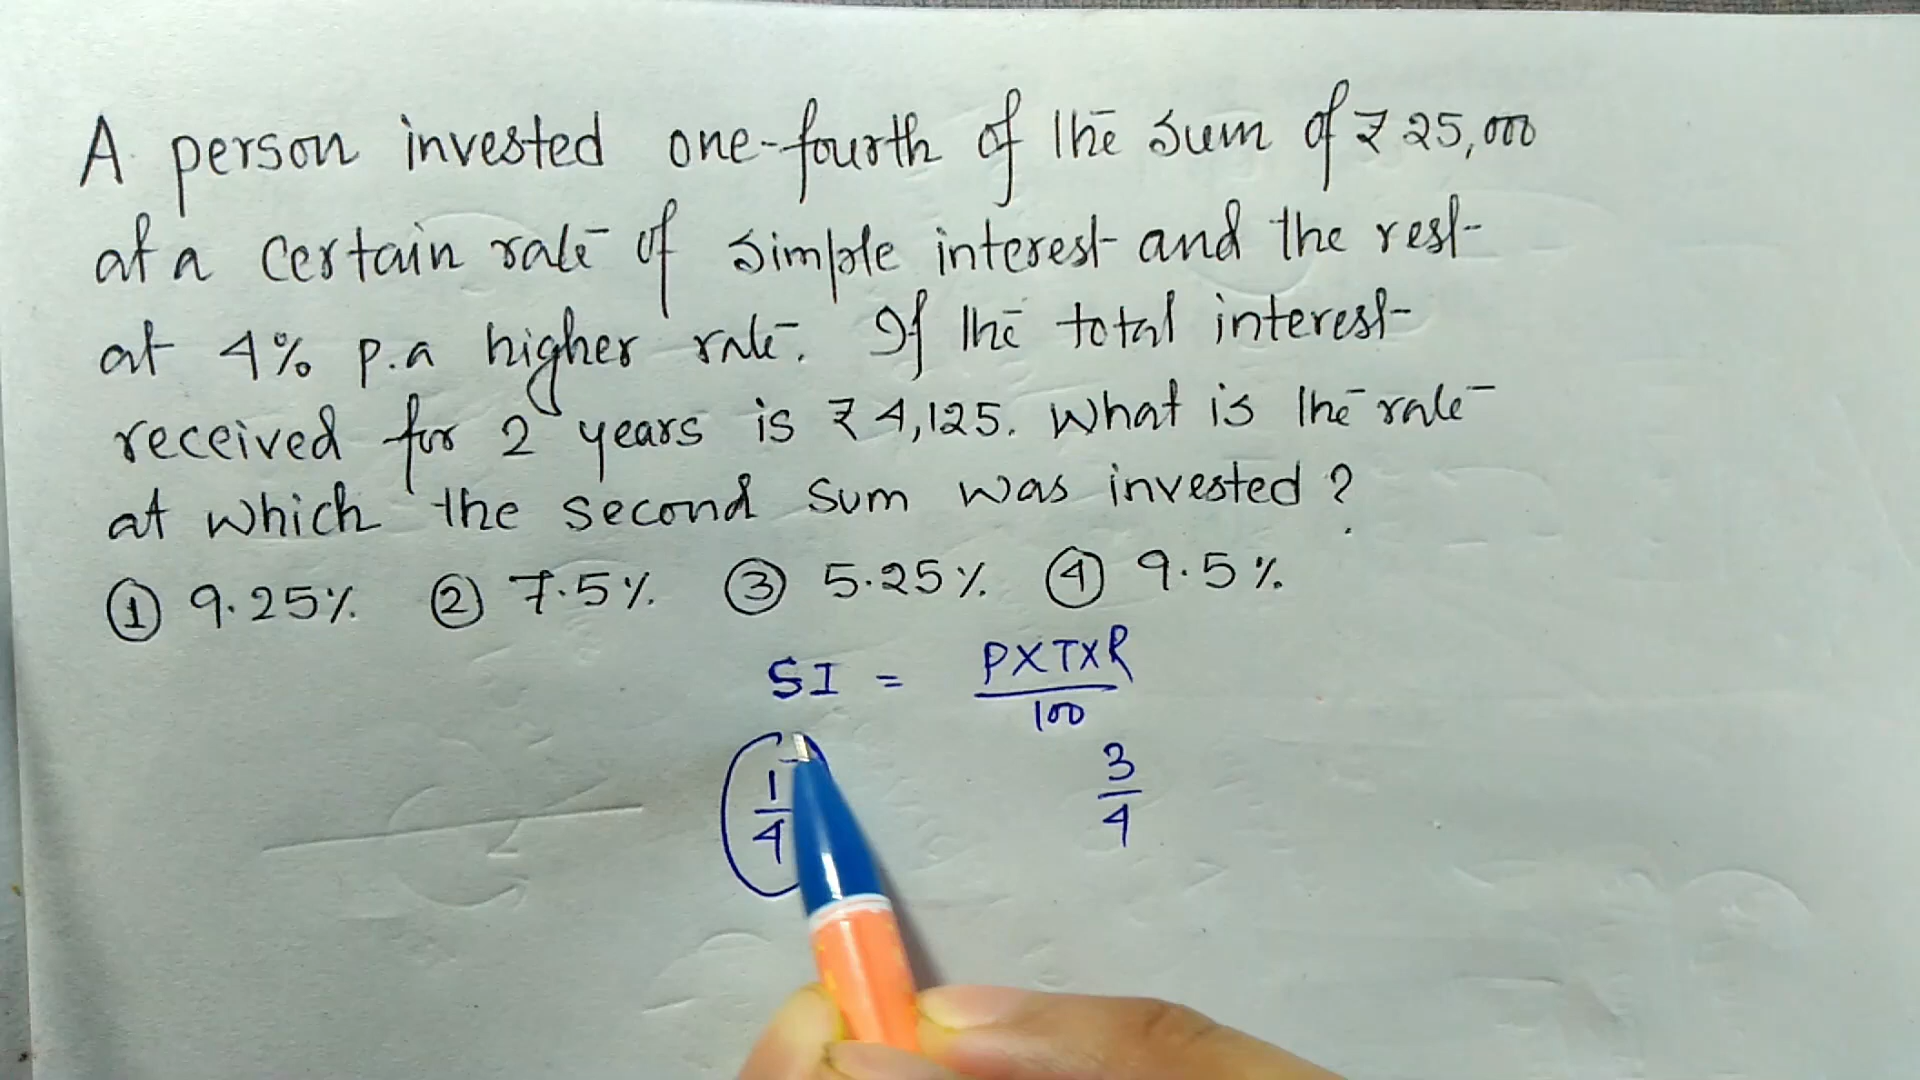 A person invested one-fourth of the sum of ₹ 25,000
at a certain rate of simple interest and the rest
at 4% p.a higher rate. If the total interest
received for 2 years is ₹ 4,125. What is the rate
at which the second sum was invested?
① 9.25% ② 7.5% ③ 5.25% ④ 9.5%
SI = P×T×R/100
1/4 3/4